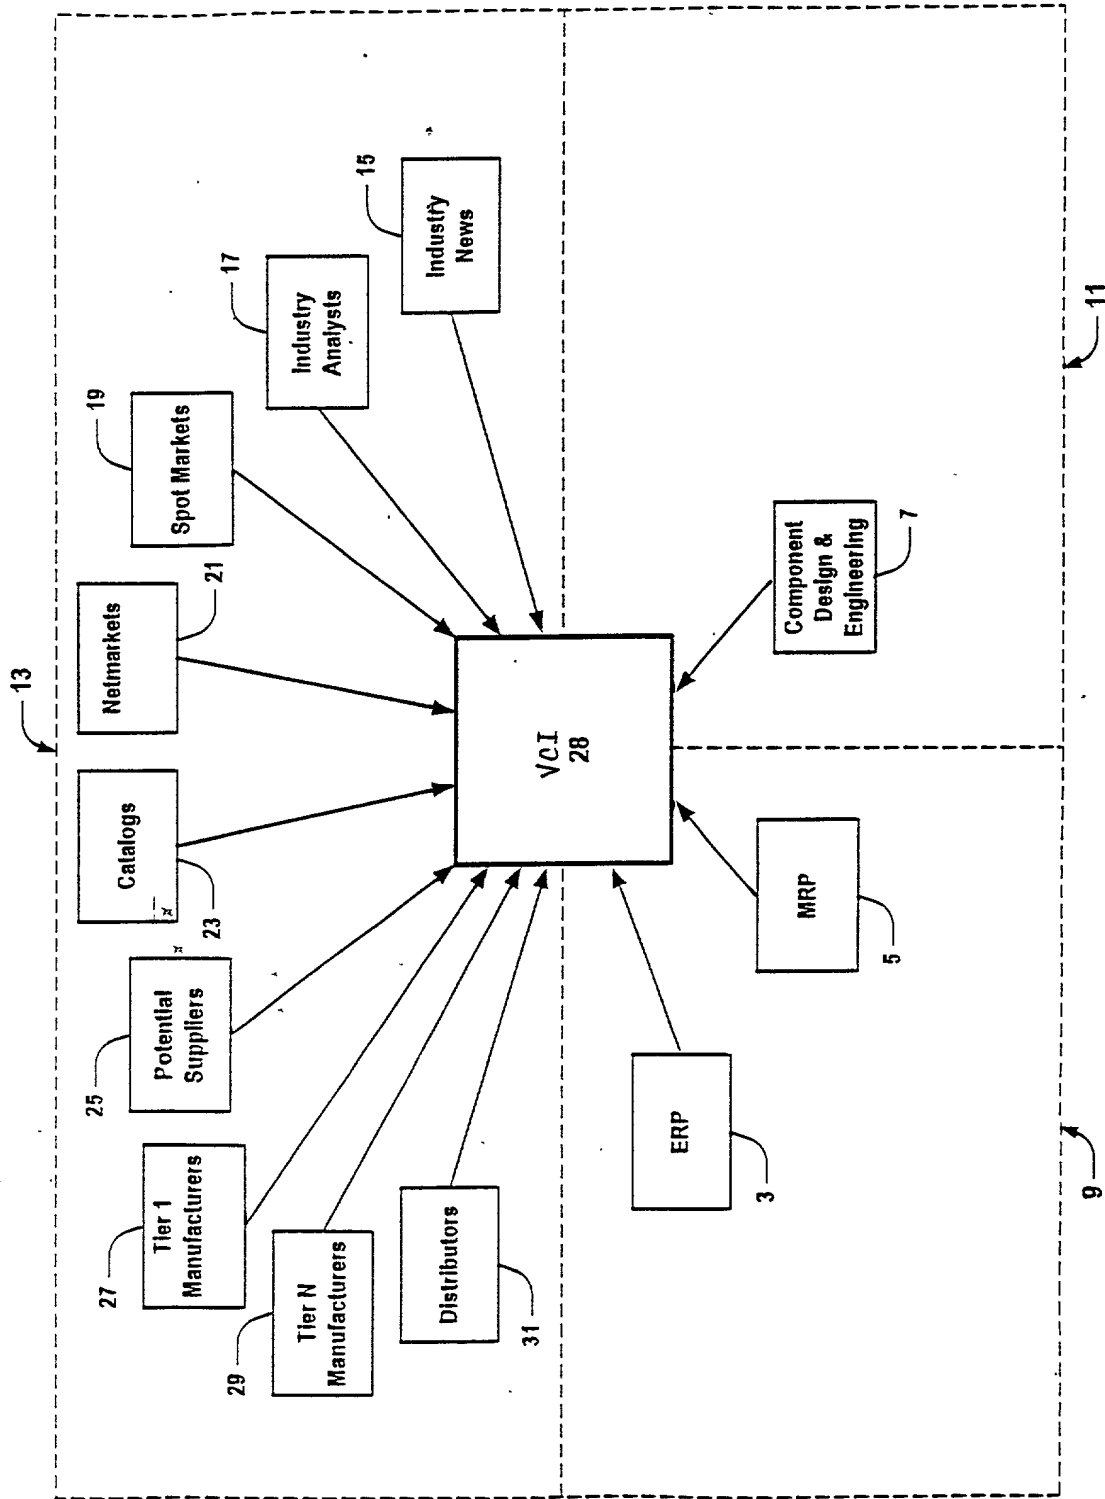 13
19
Spot Markets
17
Industry
Analysts
15
Industry
News
21
Netmarkets
Catalogs
23
25
Potential
Suppliers
27
Tier 1
Manufacturers
29
Tier N
Manufacturers
Distributors
31
VCI
28
ERP
3
MRP
5
Component
Design &
Engineering
7
9
11